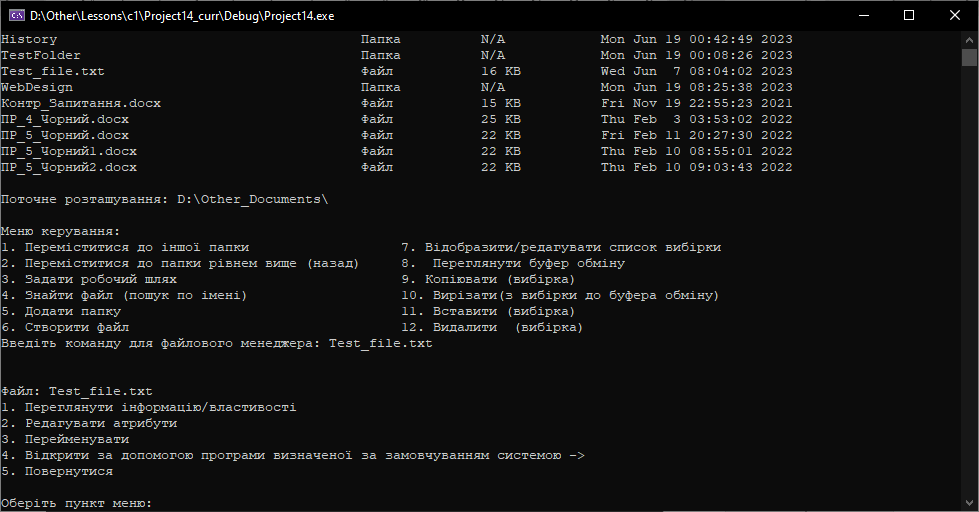 D:\Other\Lessons\c1\Project14_curr\Debug\Project14.exe
History Папка N/A Mon Jun 19 00:42:49 2023
TestFolder Папка N/A Mon Jun 19 00:08:26 2023
Test_file.txt Файл 16 KB Wed Jun 7 08:04:02 2023
WebDesign Папка N/A Mon Jun 19 08:25:38 2023
Контр_Запитання.docx Файл 15 KB Fri Nov 19 22:55:23 2021
ПР_4_Чорний.docx Файл 25 KB Thu Feb 3 03:53:02 2022
ПР_5_Чорний.docx Файл 22 KB Fri Feb 11 20:27:30 2022
ПР_5_Чорний1.docx Файл 22 KB Thu Feb 10 08:55:01 2022
ПР_5_Чорний2.docx Файл 22 KB Thu Feb 10 09:03:43 2022
Поточне розташування: D:\Other_Documents\
Меню керування:
1. Переміститися до іншої папки 7. Відобразити/редагувати список вибірки
2. Переміститися до папки рівнем вище (назад) 8. Переглянути буфер обміну
3. Задати робочий шлях 9. Копіювати (вибірка)
4. Знайти файл (пошук по імені) 10. Вирізати(з вибірки до буфера обміну)
5. Додати папку 11. Вставити (вибірка)
6. Створити файл 12. Видалити (вибірка)
Введіть команду для файлового менеджера: Test_file.txt
Файл: Test_file.txt
1. Переглянути інформацію/властивості
2. Редагувати атрибути
3. Перейменувати
4. Відкрити за допомогою програми визначеної за замовчуванням системою ->
5. Повернутися
Оберіть пункт меню: